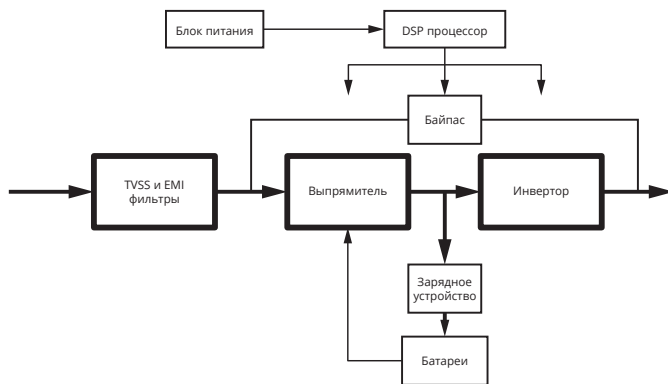 Блок питания
DSP процессор
Байпас
TVSS и EMI
фильтры
Выпрямитель
Инвертор
Зарядное
устройство
Батареи